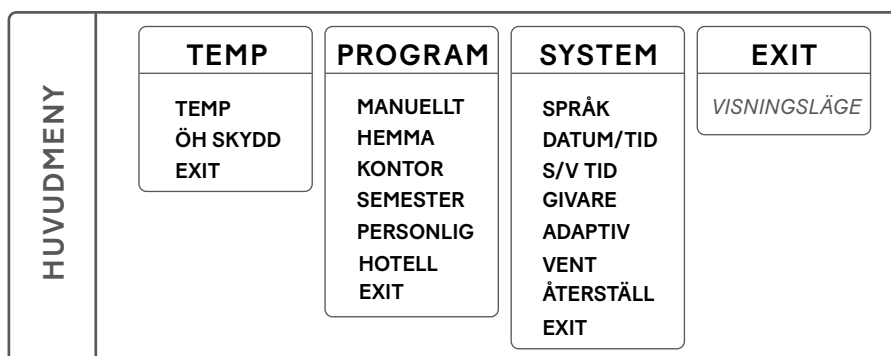 HUVUDMENY
TEMP
TEMP
ÖH SKYDD
EXIT
PROGRAM
MANUELLT
HEMMA
KONTOR
SEMESTER
PERSONLIG
HOTELL
EXIT
SYSTEM
SPRÅK
DATUM/TID
S/V TID
GIVARE
ADAPTIV
VENT
ÅTERSTÄLL
EXIT
EXIT
VISNINGSLÄGE